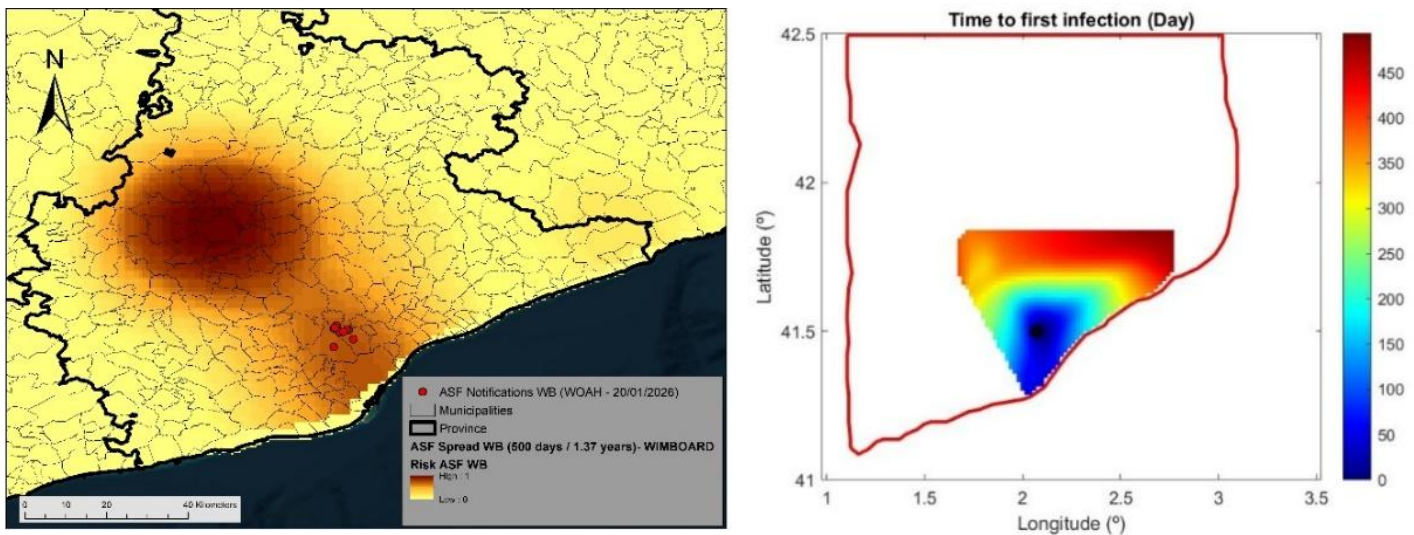 N
ASF Notifications WB (WOAH - 20/01/2026)
Municipalities
Province
ASF Spread WB (500 days / 1.37 years)- WIMBOARD
Risk ASF WB
High : 1
Low : 0
0 10 20 40 Kilometers
Time to first infection (Day)
42.5
42
41.5
41
Latitude (º)
1 1.5 2 2.5 3 3.5
Longitude (º)
450
400
350
300
250
200
150
100
50
0